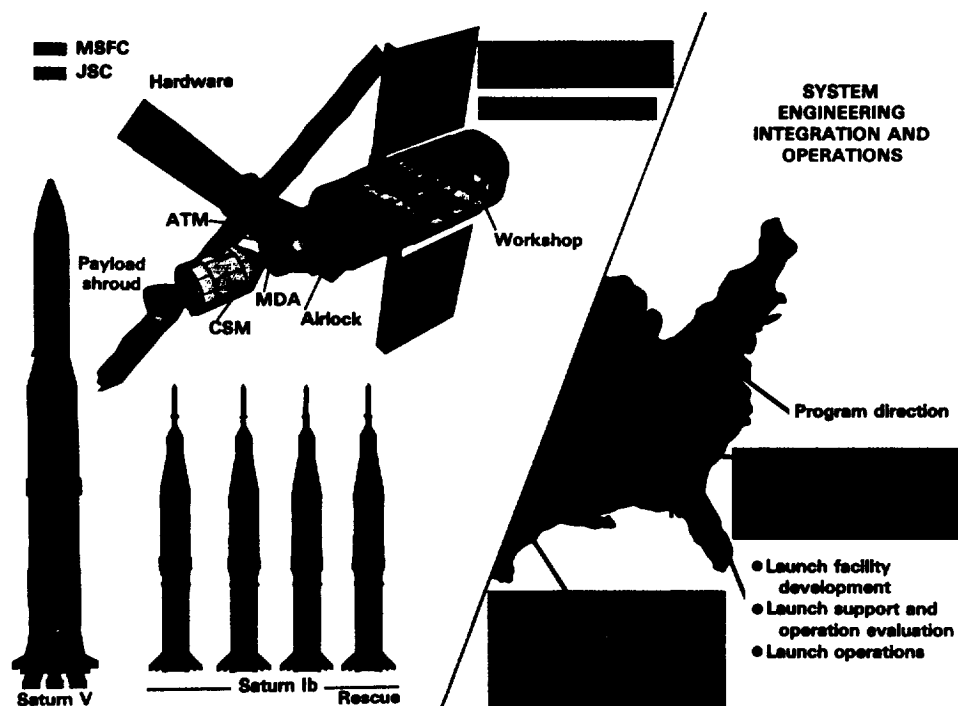 MSFC
JSC
Hardware
ATM
Payload
shroud
CSM
MDA
Airlock
Workshop
Saturn V
Saturn Ib
Rescue
SYSTEM
ENGINEERING
INTEGRATION AND
OPERATIONS
Program direction
● Launch facility
development
● Launch support and
operation evaluation
● Launch operations